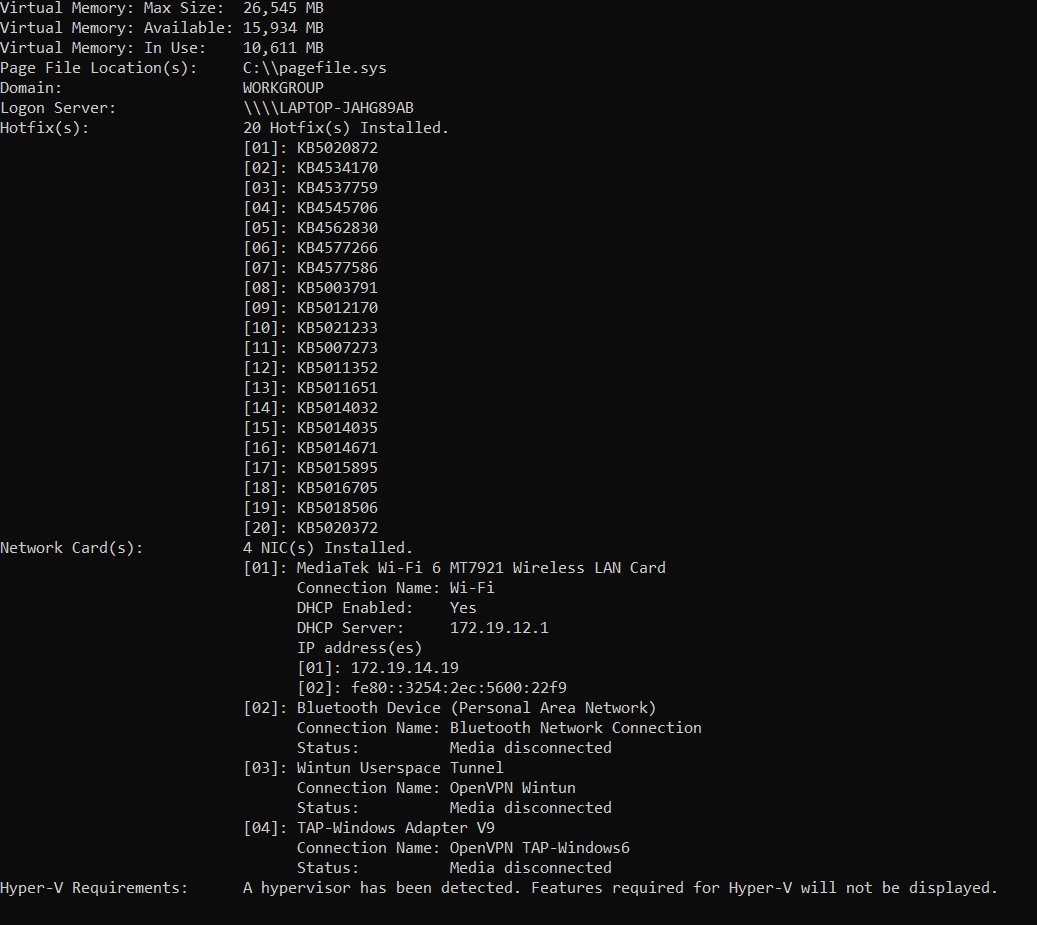 Virtual Memory: Max Size:  26,545 MB
Virtual Memory: Available: 15,934 MB
Virtual Memory: In Use:    10,611 MB
Page File Location(s):     C:\\pagefile.sys
Domain:                    WORKGROUP
Logon Server:              \\\\LAPTOP-JAHG89AB
Hotfix(s):                 20 Hotfix(s) Installed.
                           [01]: KB5020872
                           [02]: KB4534170
                           [03]: KB4537759
                           [04]: KB4545706
                           [05]: KB4562830
                           [06]: KB4577266
                           [07]: KB4577586
                           [08]: KB5003791
                           [09]: KB5012170
                           [10]: KB5021233
                           [11]: KB5007273
                           [12]: KB5011352
                           [13]: KB5011651
                           [14]: KB5014032
                           [15]: KB5014035
                           [16]: KB5014671
                           [17]: KB5015895
                           [18]: KB5016705
                           [19]: KB5018506
                           [20]: KB5020372
Network Card(s):           4 NIC(s) Installed.
                           [01]: MediaTek Wi-Fi 6 MT7921 Wireless LAN Card
                                 Connection Name: Wi-Fi
                                 DHCP Enabled:    Yes
                                 DHCP Server:     172.19.12.1
                                 IP address(es)
                                 [01]: 172.19.14.19
                                 [02]: fe80::3254:2ec:5600:22f9
                           [02]: Bluetooth Device (Personal Area Network)
                                 Connection Name: Bluetooth Network Connection
                                 Status:          Media disconnected
                           [03]: Wintun Userspace Tunnel
                                 Connection Name: OpenVPN Wintun
                                 Status:          Media disconnected
                           [04]: TAP-Windows Adapter V9
                                 Connection Name: OpenVPN TAP-Windows6
                                 Status:          Media disconnected
Hyper-V Requirements:      A hypervisor has been detected. Features required for Hyper-V will not be displayed.